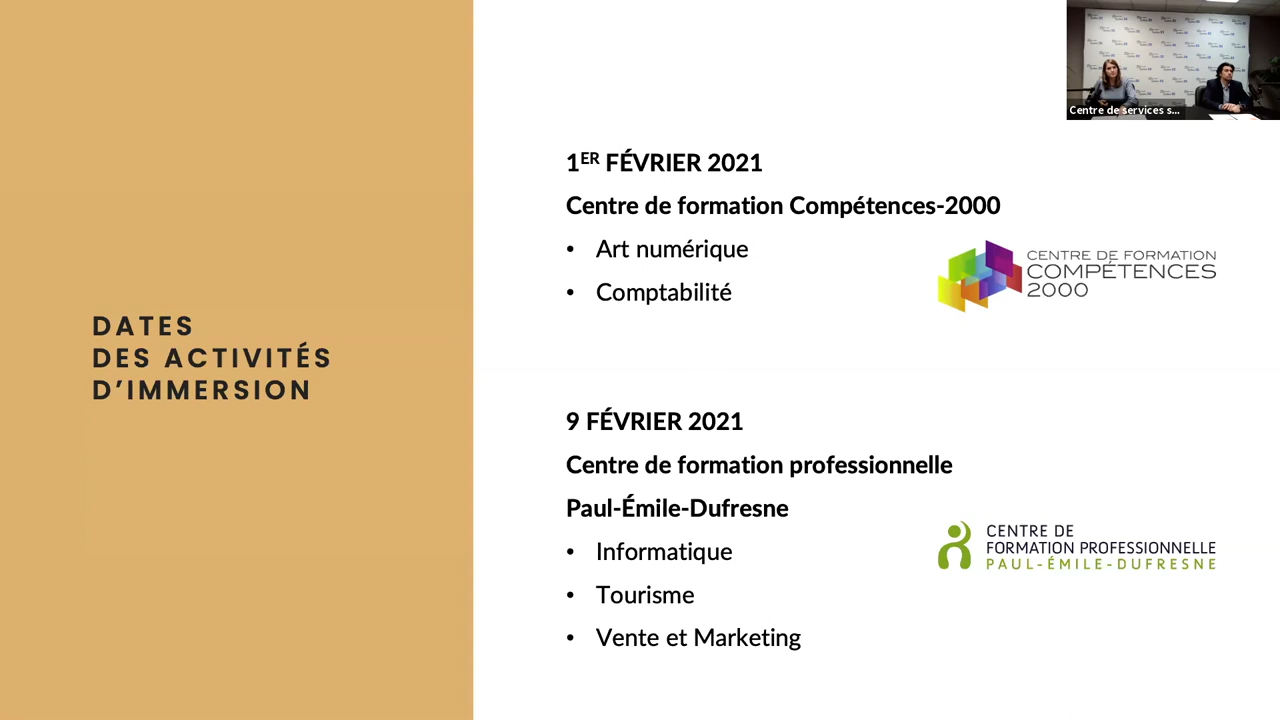 Centre de services s...
DATES
DES ACTIVITÉS
D'IMMERSION
1ER FÉVRIER 2021
Centre de formation Compétences-2000
• Art numérique
• Comptabilité
CENTRE DE FORMATION
COMPÉTENCES
2000
9 FÉVRIER 2021
Centre de formation professionnelle
Paul-Émile-Dufresne
• Informatique
• Tourisme
• Vente et Marketing
CENTRE DE
FORMATION PROFESSIONNELLE
PAUL-ÉMILE-DUFRESNE